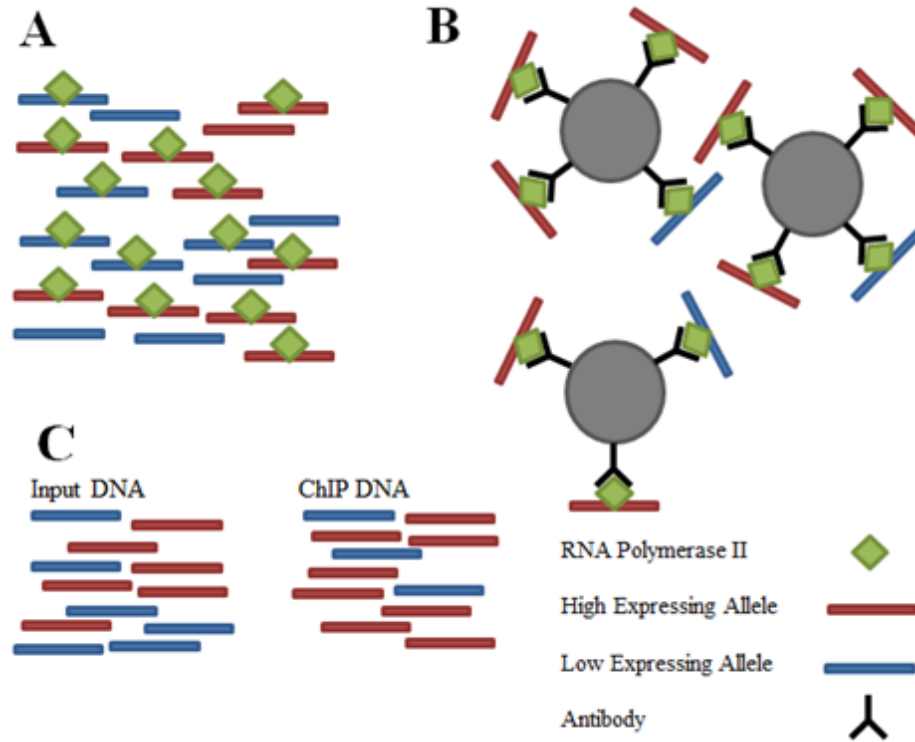 A
B
C
Input DNA
ChIP DNA
RNA Polymerase II
High Expressing Allele
Low Expressing Allele
Antibody